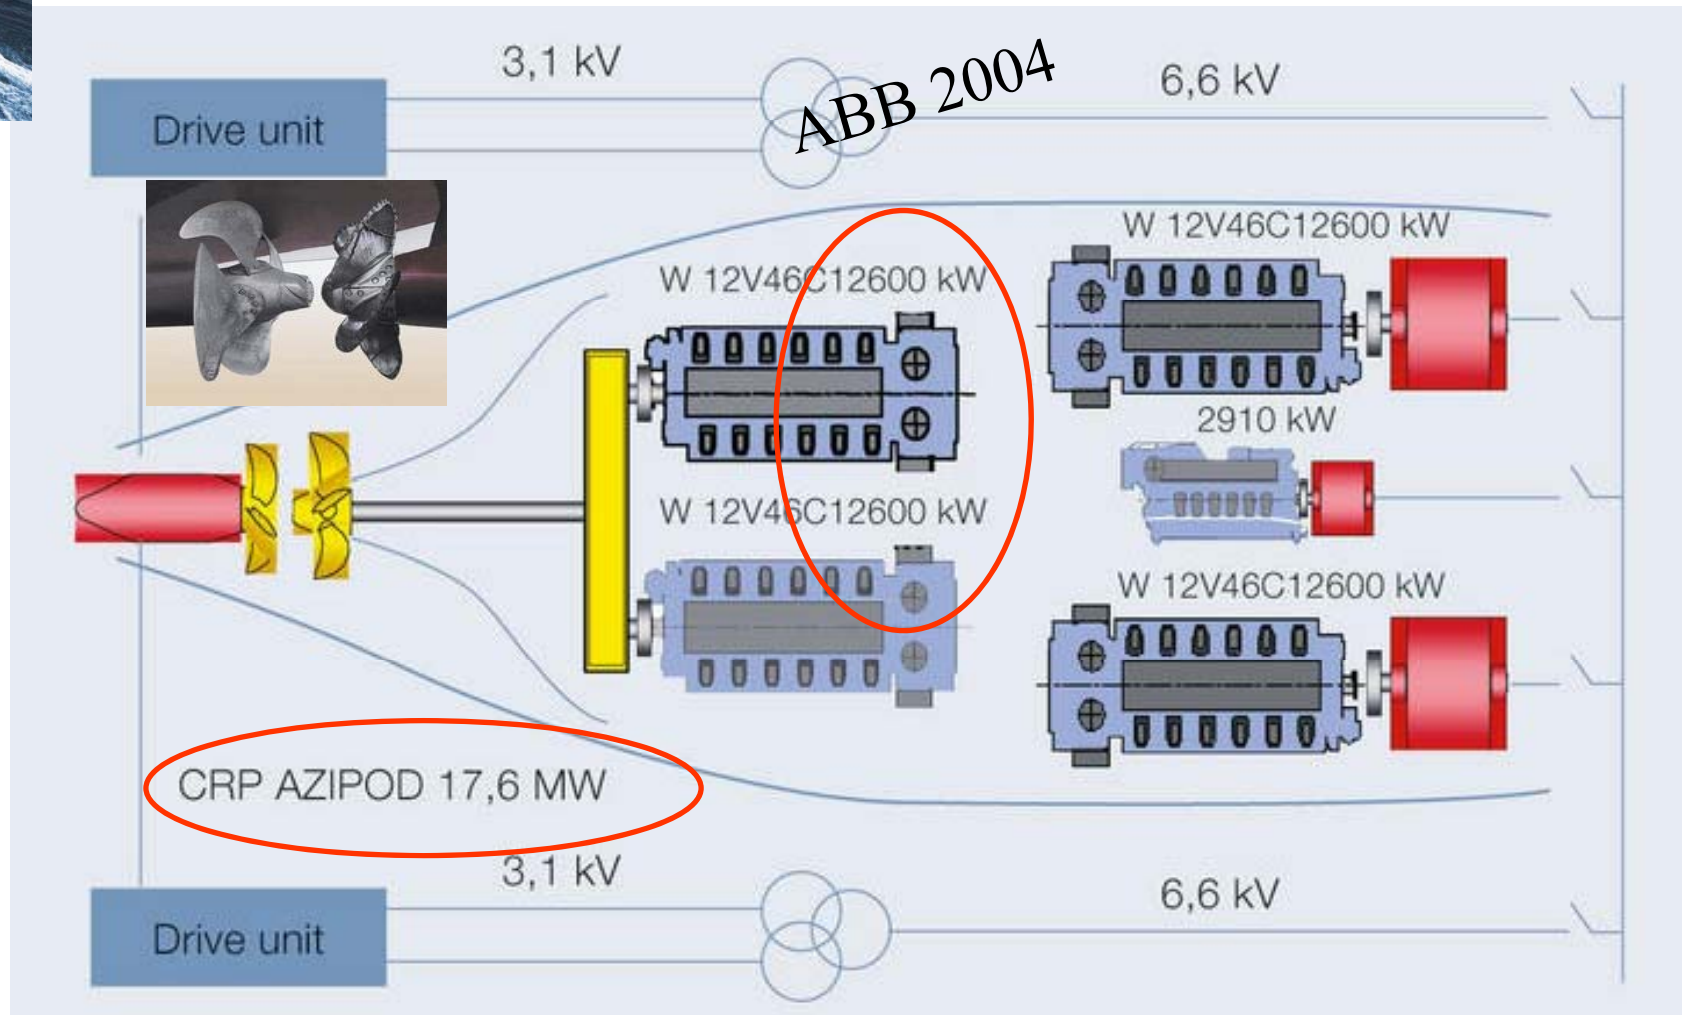 3,1 kV
ABB 2004
6,6 kV
Drive unit
W 12V46C12600 kW
W 12V46C12600 kW
2910 kW
W 12V46C12600 kW
W 12V46C12600 kW
CRP AZIPOD 17,6 MW
3,1 kV
6,6 kV
Drive unit